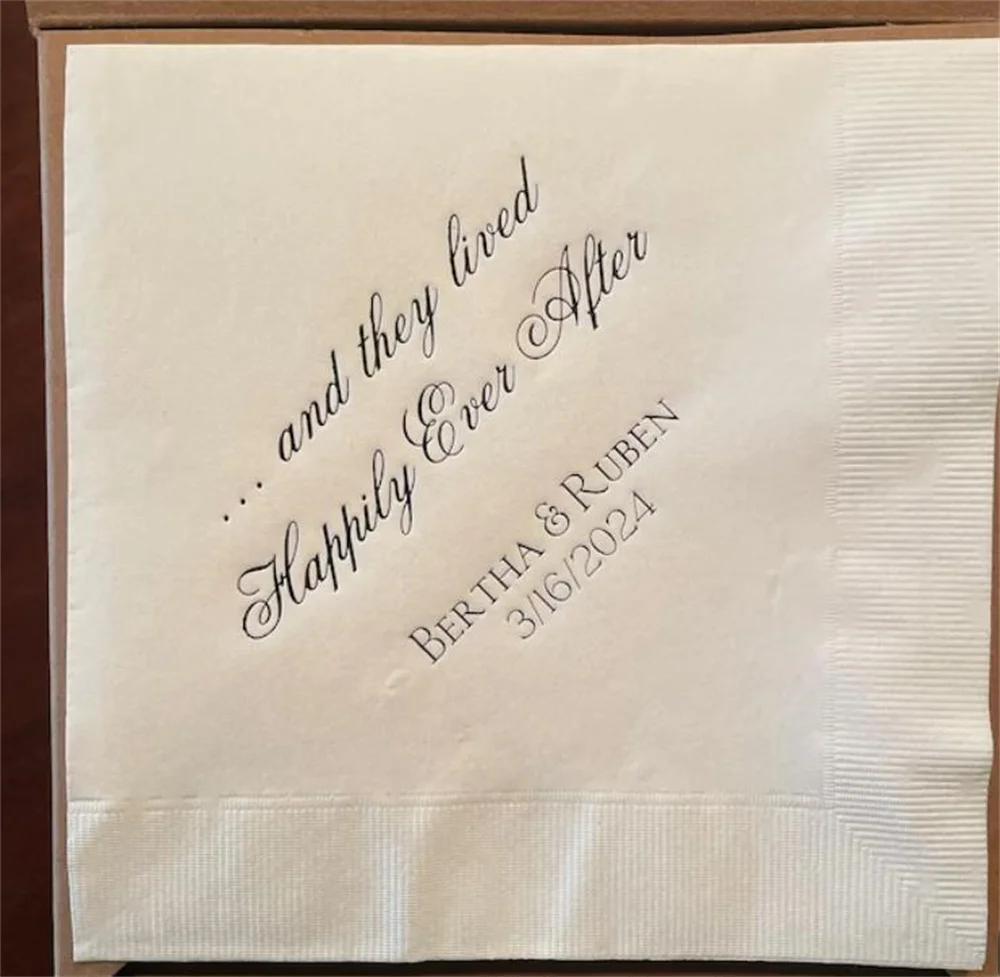 ... and they lived
Happily Ever After
BERTHA & RUBEN
3/16/2024